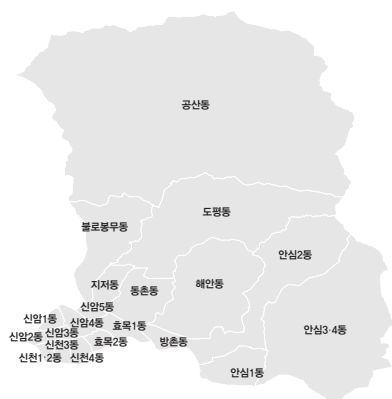 공산동
도평동
불로봉무동
안심2동
지저동
동촌동
해안동
신암5동
신암1동
신암4동
효목1동
안심3·4동
신암2동
신암3동
신천3동
효목2동
방촌동
신천1·2동
신천4동
안심1동